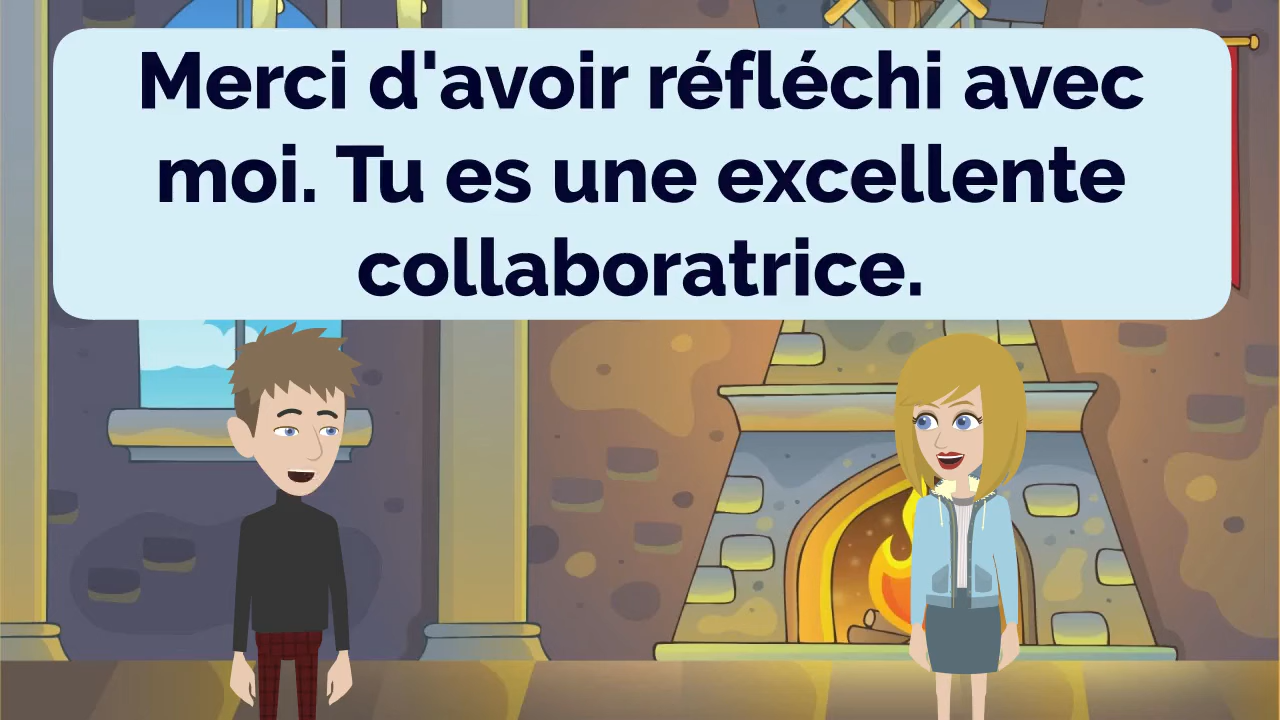 Merci d'avoir réfléchi avec
moi. Tu es une excellente
collaboratrice.